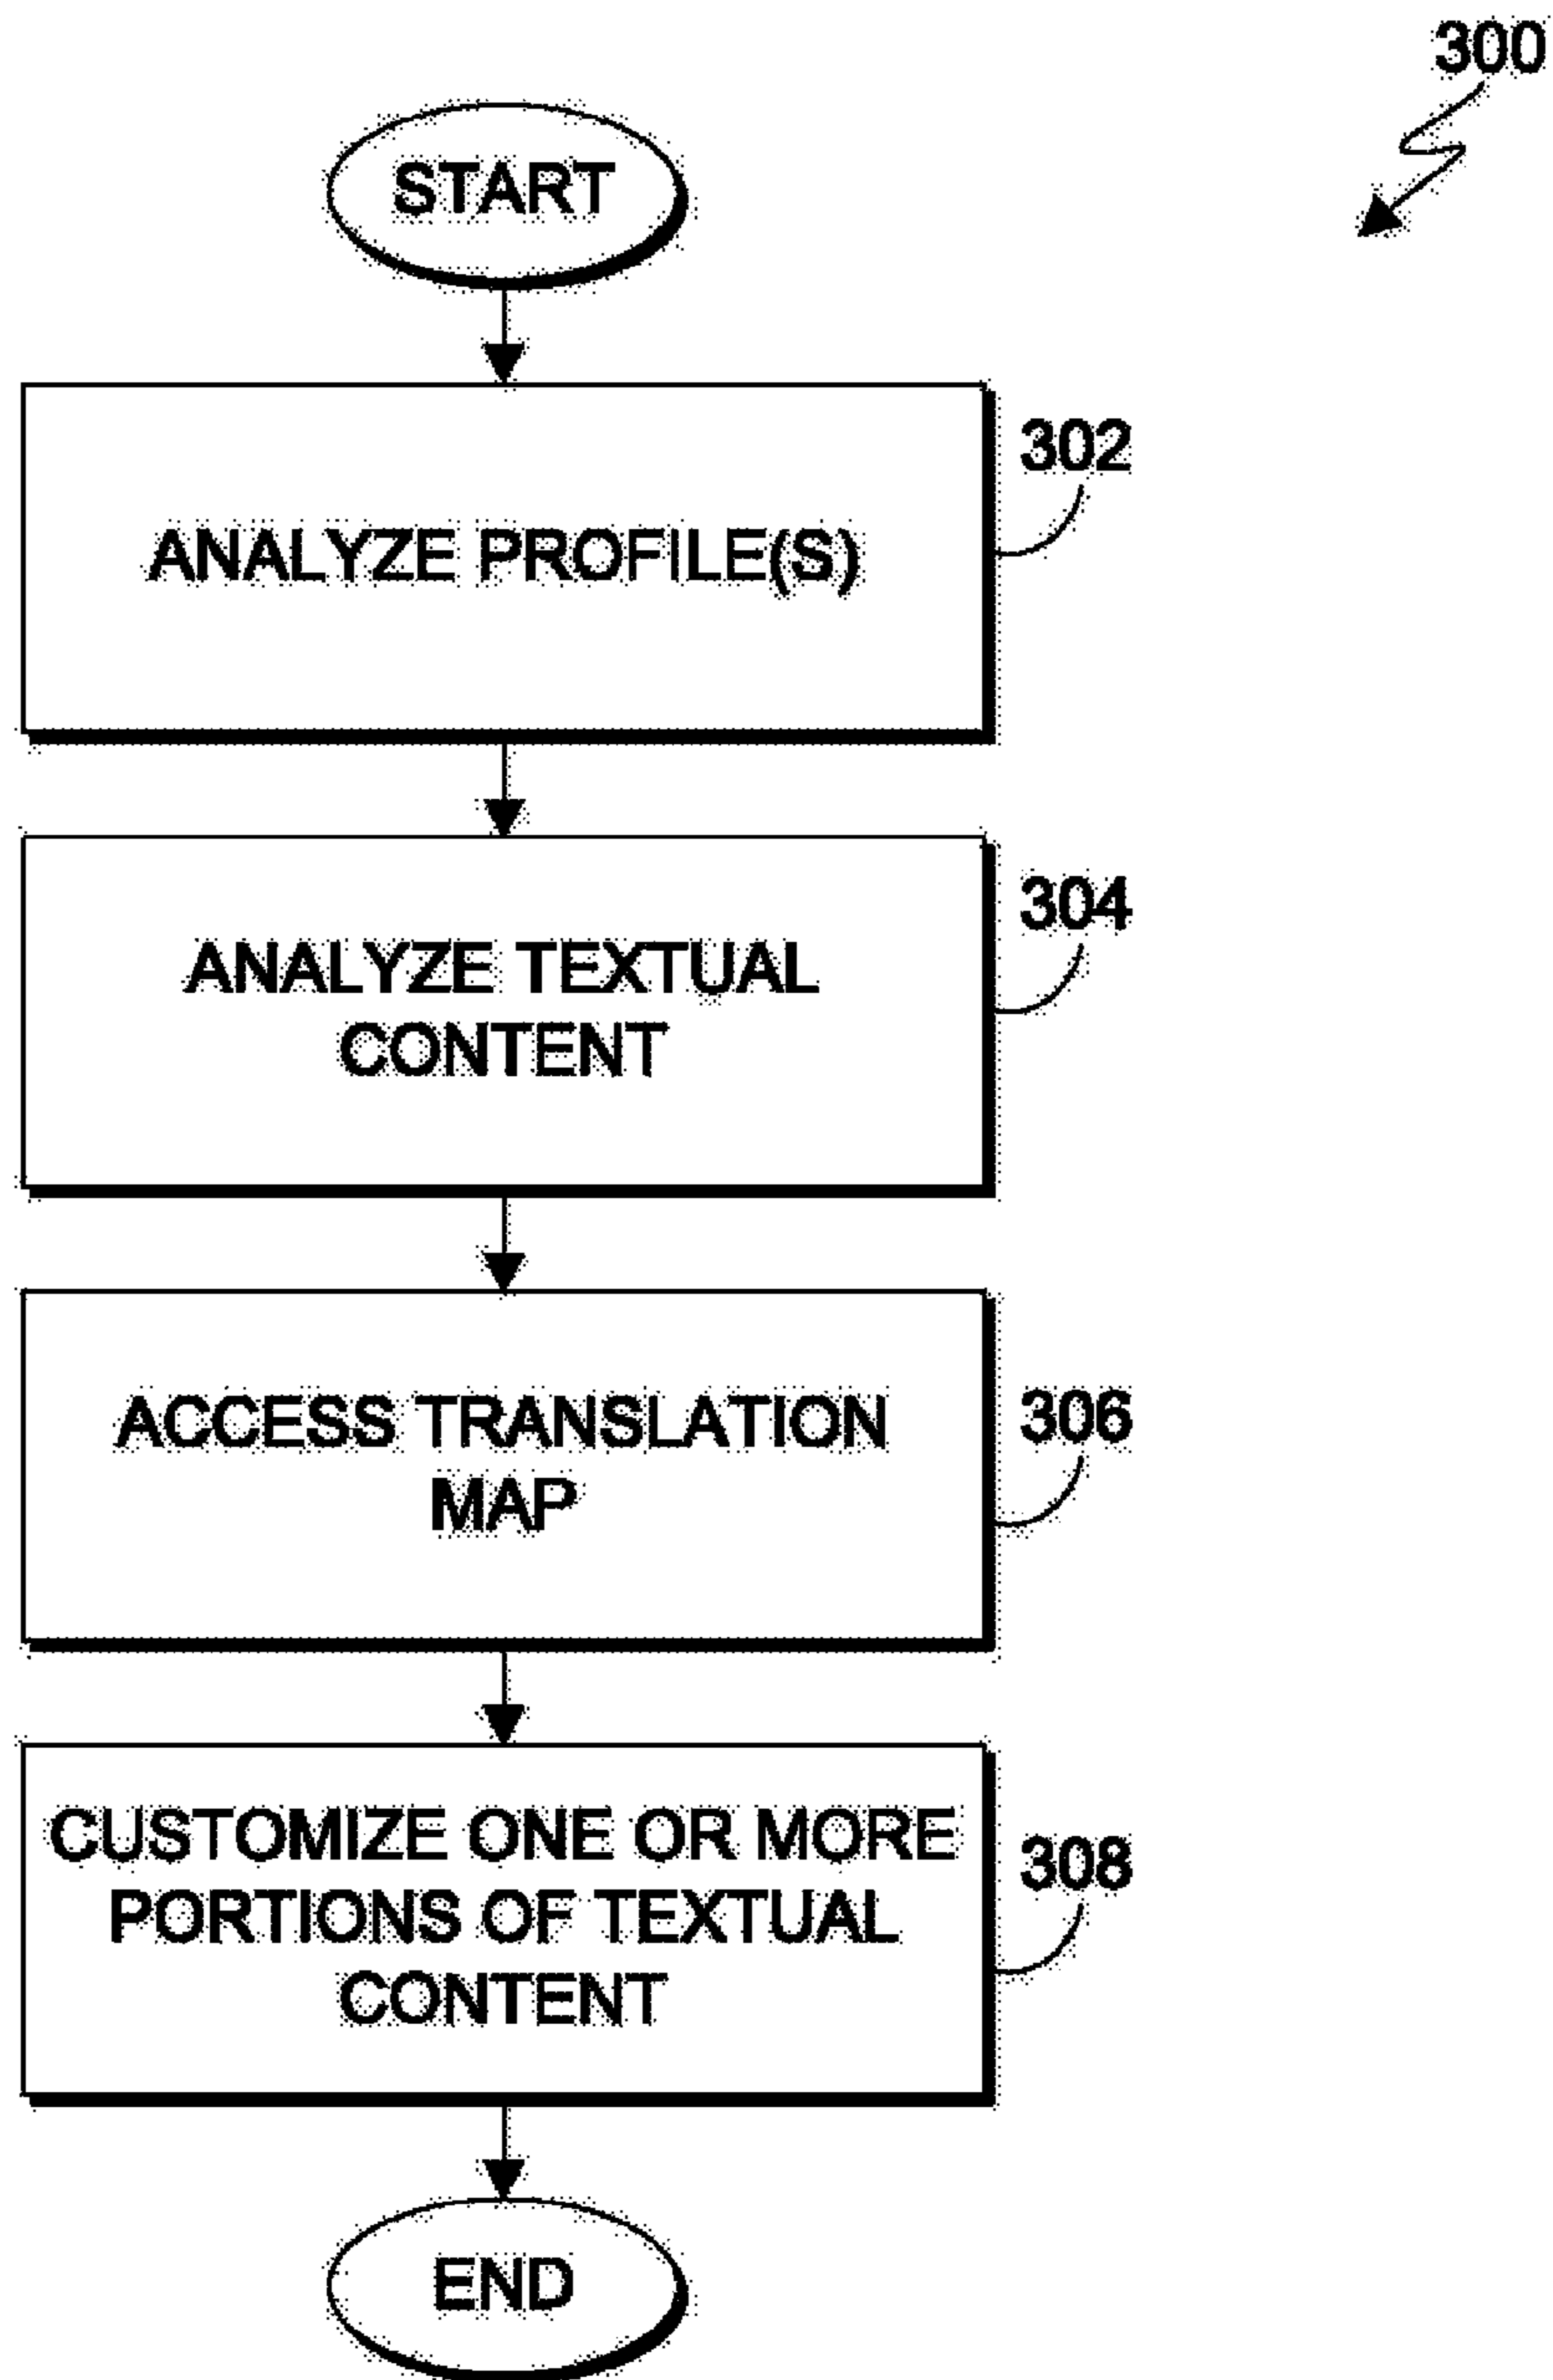 300
START
302
ANALYZE PROFILE(S)
304
ANALYZE TEXTUAL
CONTENT
306
ACCESS TRANSLATION
MAP
308
CUSTOMIZE ONE OR MORE
PORTIONS OF TEXTUAL
CONTENT
END